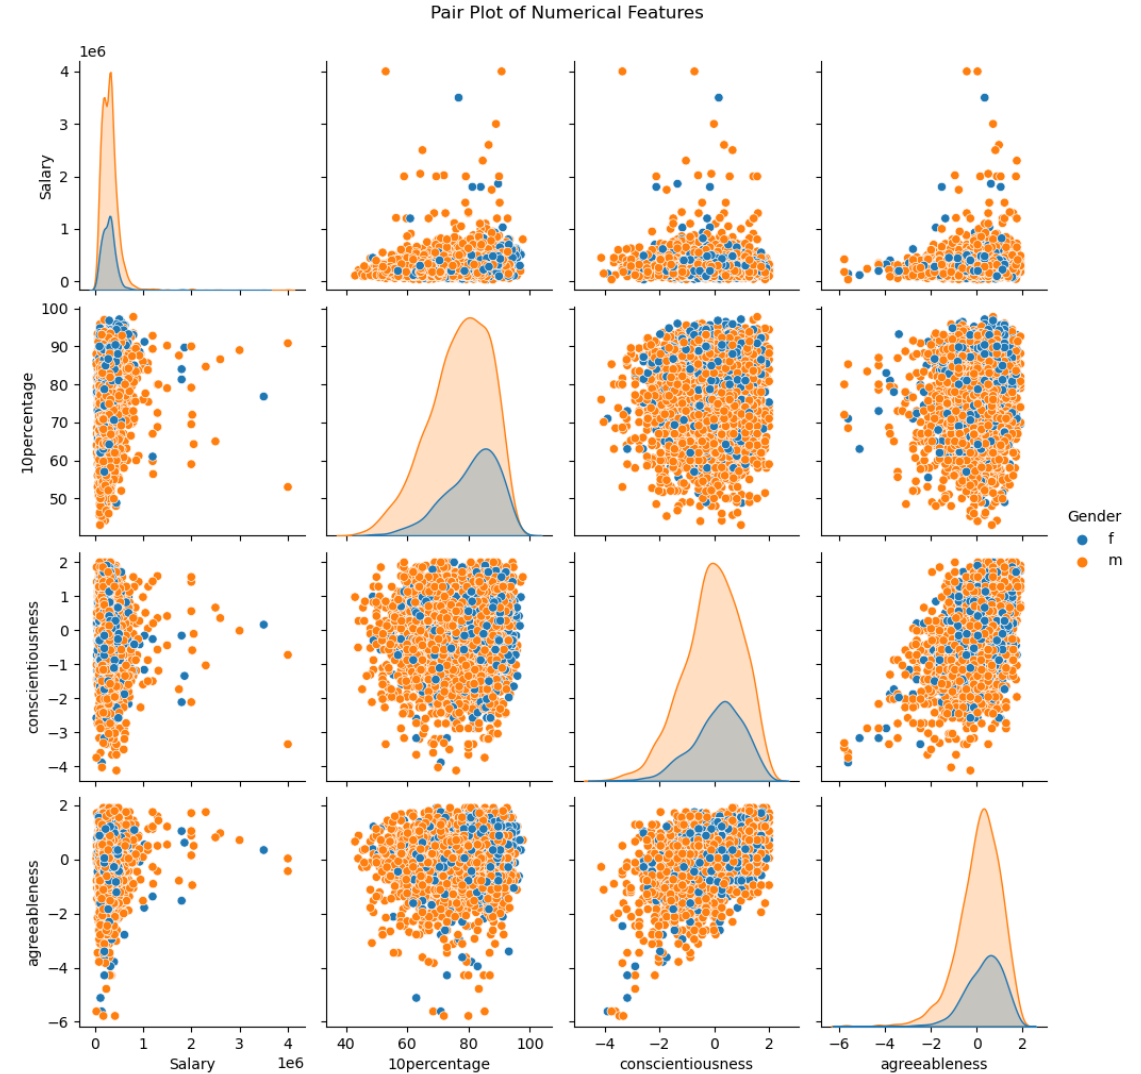 Pair Plot of Numerical Features
1e6
4
3
2
1
0
Salary
100
90
80
70
60
50
10percentage
2
1
0
−1
−2
−3
−4
conscientiousness
2
0
−2
−4
−6
agreeableness
0 1 2 3 4
1e6
Salary
40 60 80 100
10percentage
−4 −2 0 2
conscientiousness
−6 −4 −2 0 2
agreeableness
Gender
f
m